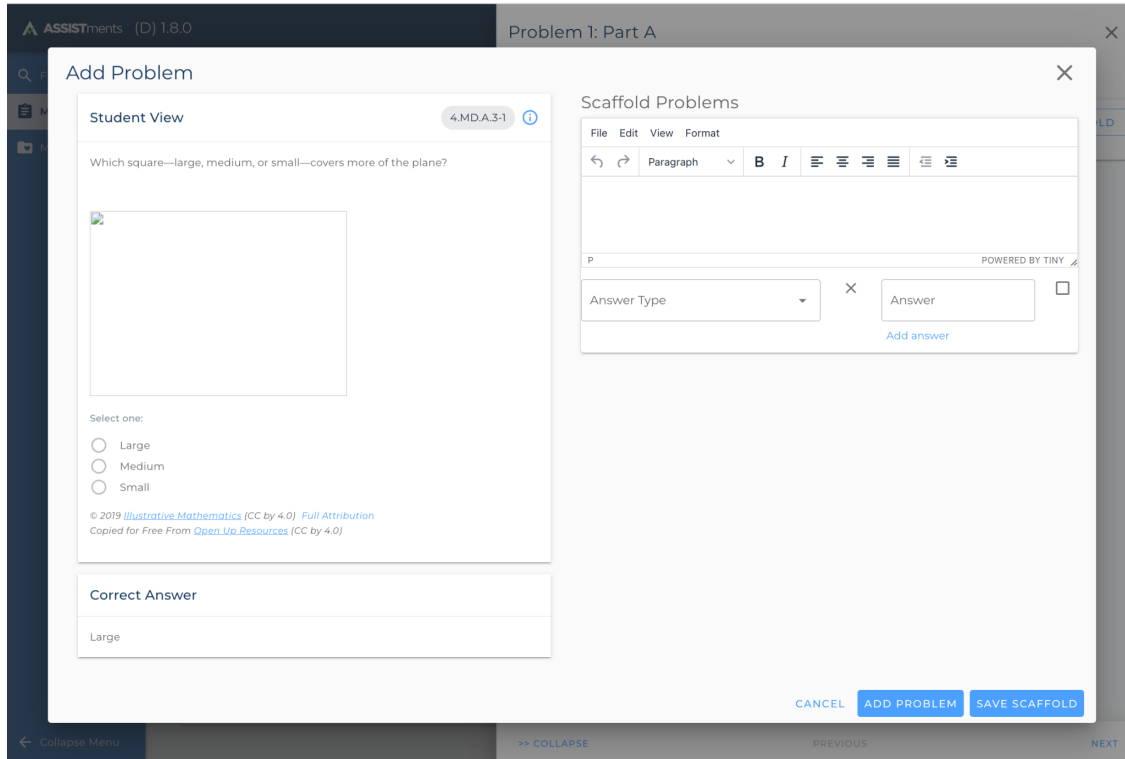 ASSISTments (D) 1.8.0
Problem 1: Part A
Add Problem
Student View
4.MD.A.3-1
Which square—large, medium, or small—covers more of the plane?
Select one:
Large
Medium
Small
© 2019 Illustrative Mathematics (CC by 4.0) Full Attribution
Copied for Free From Open Up Resources (CC by 4.0)
Correct Answer
Large
Scaffold Problems
File Edit View Format
Paragraph B I
P POWERED BY TINY
Answer Type
Answer
Add answer
CANCEL ADD PROBLEM SAVE SCAFFOLD
Collapse Menu
>> COLLAPSE PREVIOUS NEXT